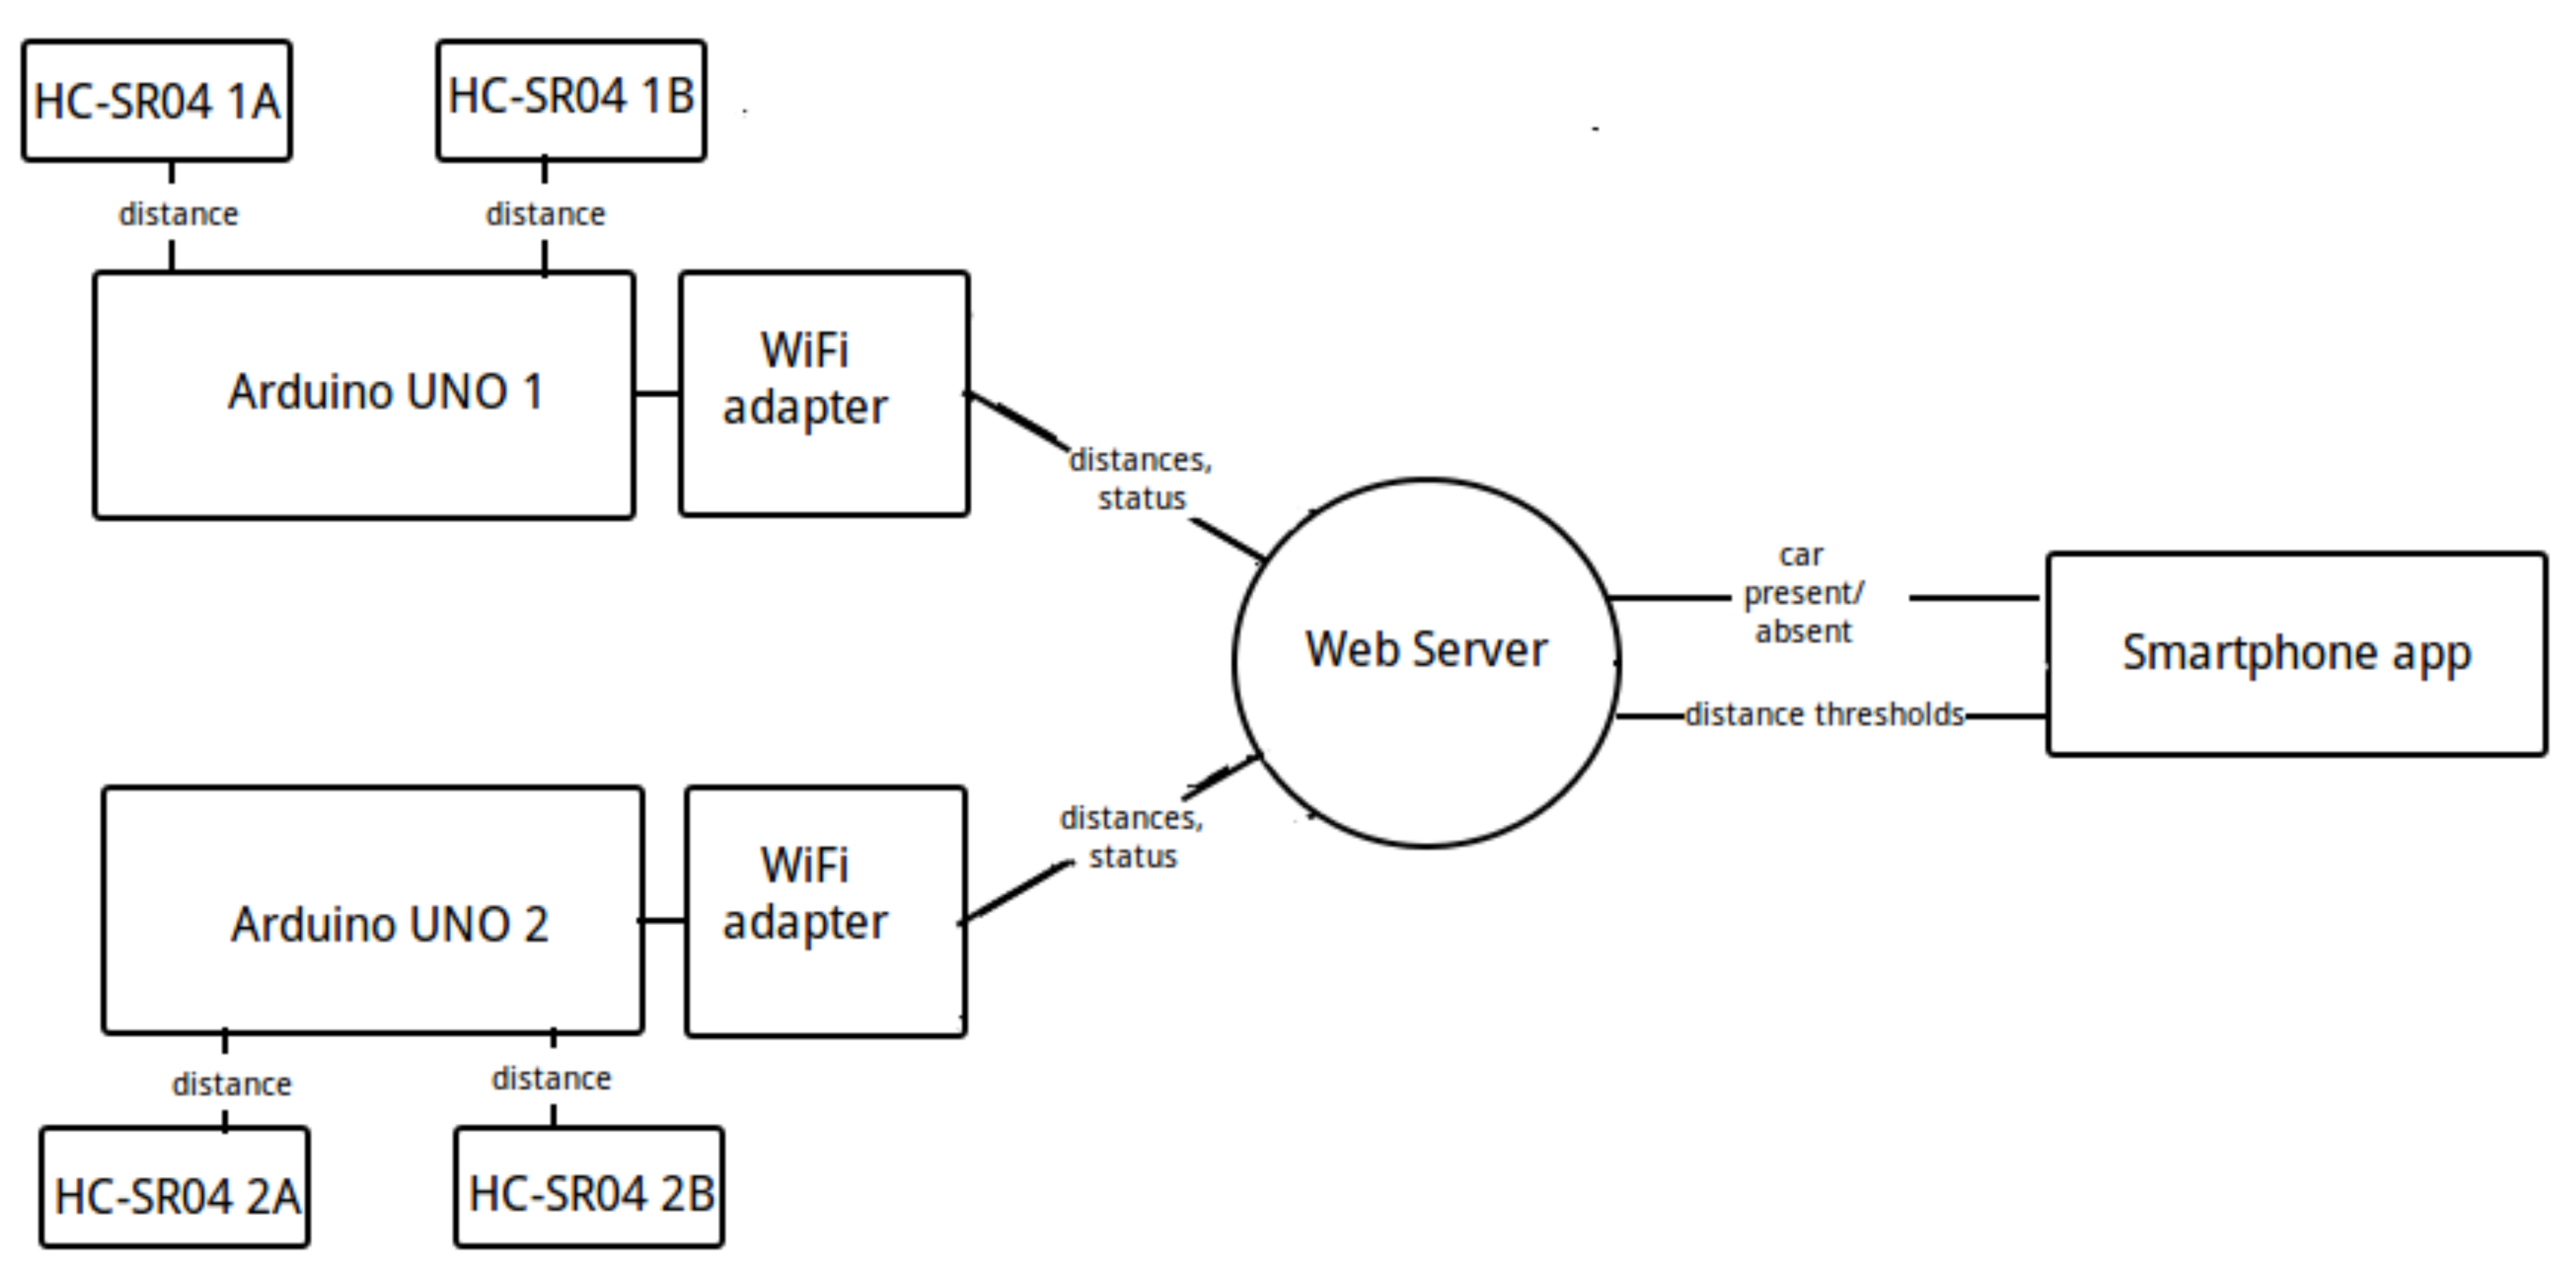 HC-SR04 1A
HC-SR04 1B
distance
distance
Arduino UNO 1
WiFi
adapter
distances,
status
Web Server
car
present/
absent
distance thresholds
Smartphone app
distances,
status
Arduino UNO 2
WiFi
adapter
distance
distance
HC-SR04 2A
HC-SR04 2B